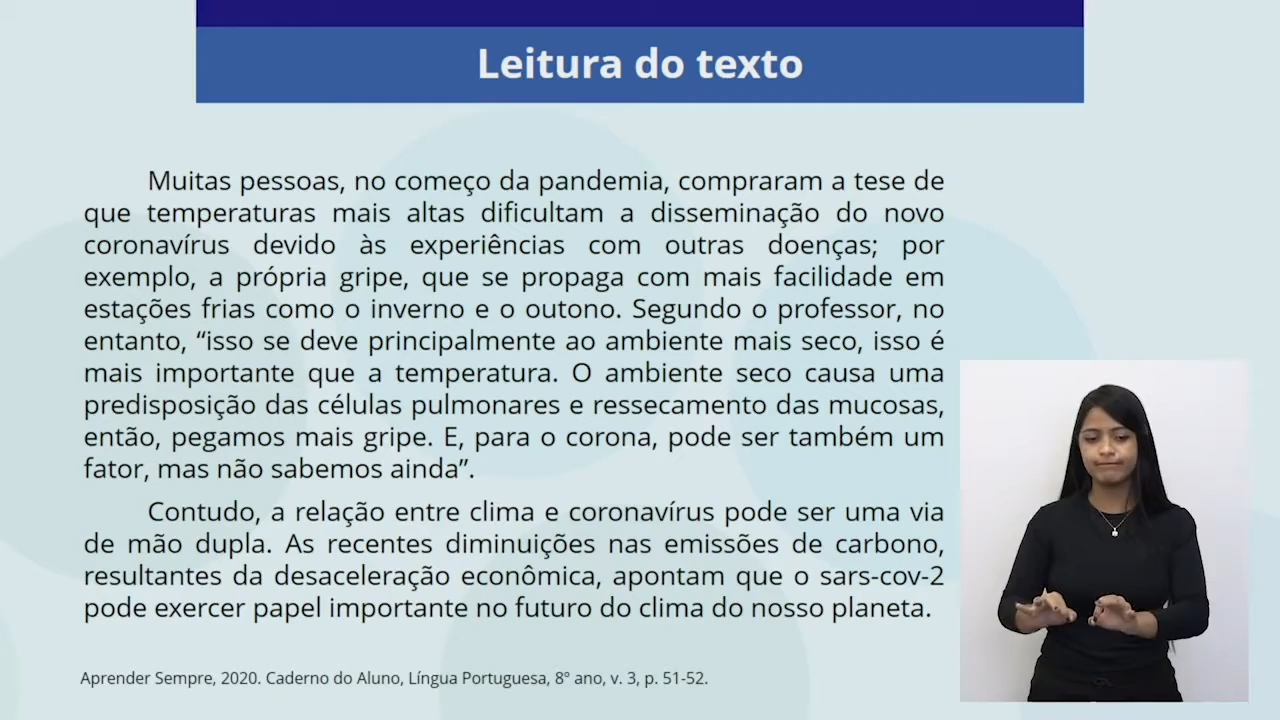 Leitura do texto
Muitas pessoas, no começo da pandemia, compraram a tese de
que temperaturas mais altas dificultam a disseminação do novo
coronavírus devido às experiências com outras doenças; por
exemplo, a própria gripe, que se propaga com mais facilidade em
estações frias como o inverno e o outono. Segundo o professor, no
entanto, “isso se deve principalmente ao ambiente mais seco, isso é
mais importante que a temperatura. O ambiente seco causa uma
predisposição das células pulmonares e ressecamento das mucosas,
então, pegamos mais gripe. E, para o corona, pode ser também um
fator, mas não sabemos ainda”.
Contudo, a relação entre clima e coronavírus pode ser uma via
de mão dupla. As recentes diminuições nas emissões de carbono,
resultantes da desaceleração econômica, apontam que o sars-cov-2
pode exercer papel importante no futuro do clima do nosso planeta.
Aprender Sempre, 2020. Caderno do Aluno, Língua Portuguesa, 8º ano, v. 3, p. 51-52.